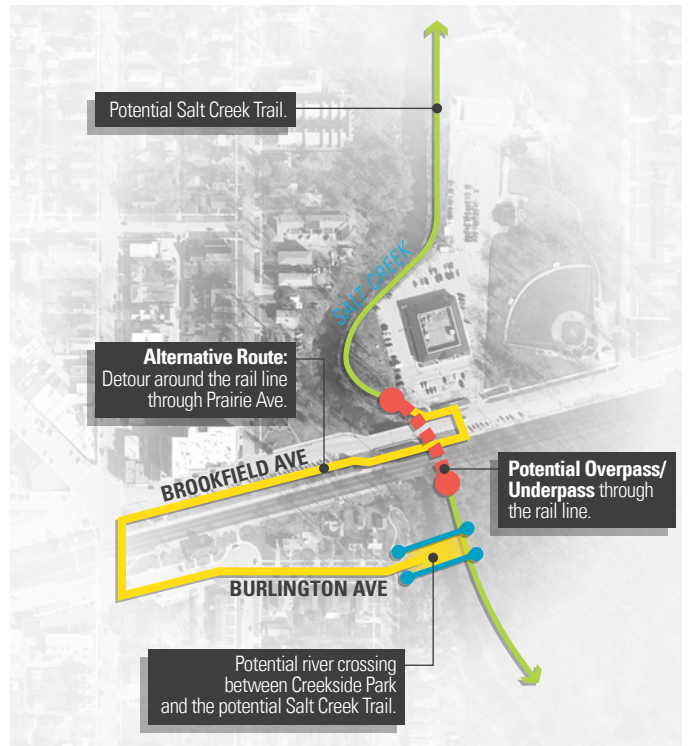 Potential Salt Creek Trail.
SALT CREEK
Alternative Route:
Detour around the rail line
through Prairie Ave.
BROOKFIELD AVE
Potential Overpass/
Underpass through
the rail line.
BURLINGTON AVE
Potential river crossing
between Creekside Park
and the potential Salt Creek Trail.